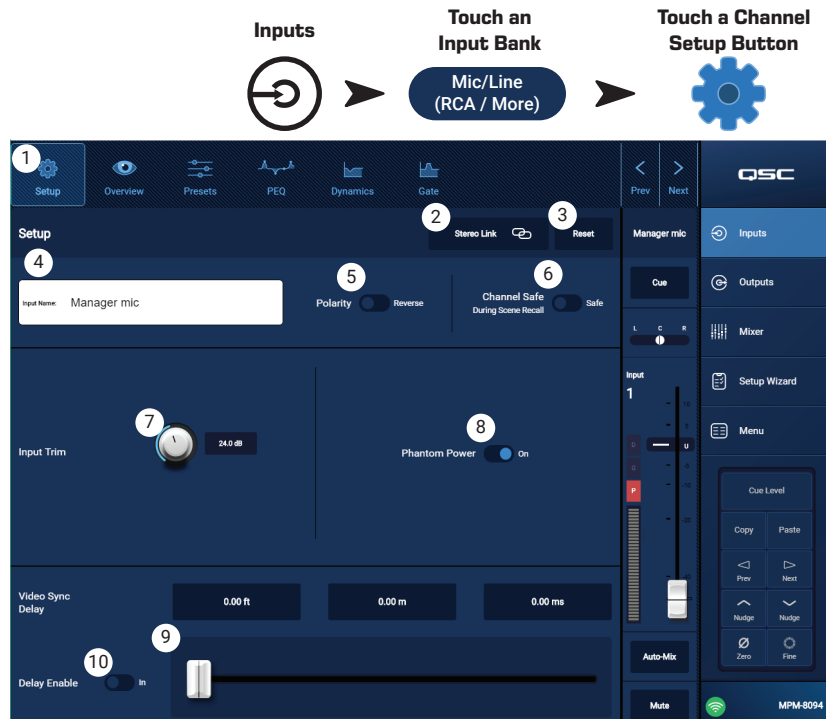 Inputs
Touch an
Input Bank
Touch a Channel
Setup Button
Mic/Line
(RCA / More)
1
Setup
Overview
Presets
PEQ
Dynamics
Gate
Prev
Next
QSC
Setup
2
Stereo Link
3
Reset
Manager mic
Inputs
4
Input Name: Manager mic
5
Polarity
Reverse
6
Channel Safe
During Scene Recall
Safe
Cue
Outputs
L C R
Mixer
Input
1
Setup Wizard
Menu
7
Input Trim
24.0 dB
8
Phantom Power
On
10
5
U
-5
-10
-20
D
G
P
Cue Level
Copy
Paste
Prev
Next
Nudge
Nudge
Zero
Fine
Video Sync
Delay
0.00 ft
0.00 m
0.00 ms
9
10
Delay Enable
In
Auto-Mix
Mute
MPM-8094